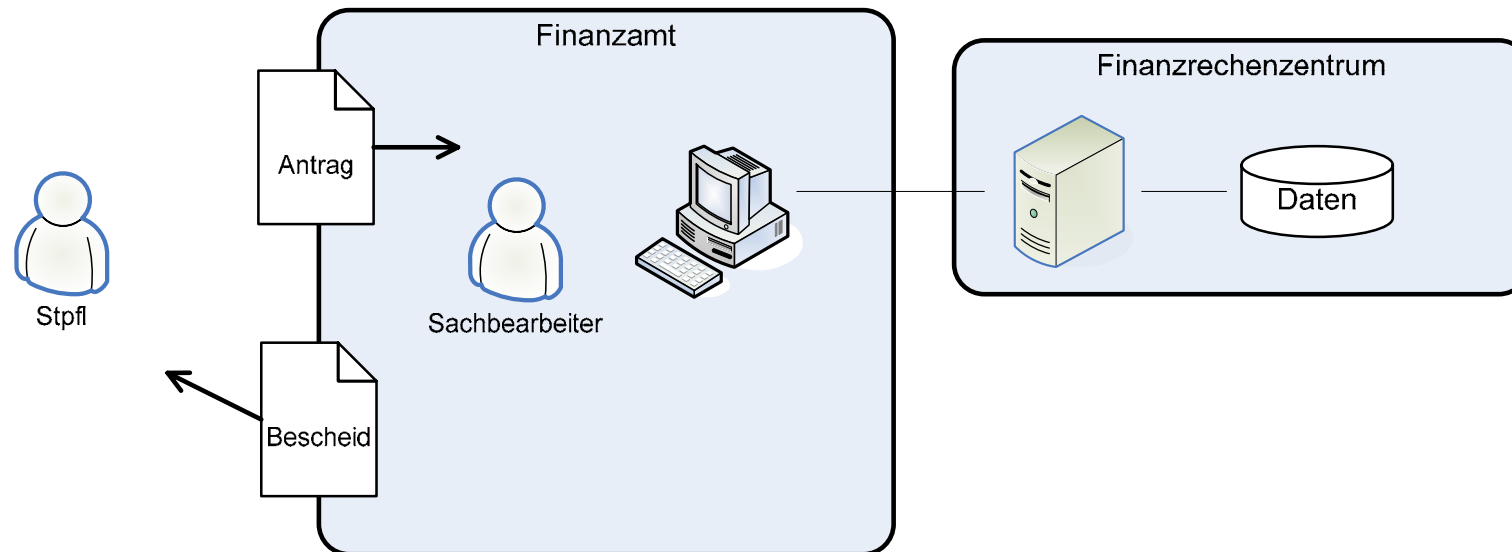 Finanzamt
Finanzrechenzentrum
Antrag
Daten
Stpfl
Sachbearbeiter
Bescheid